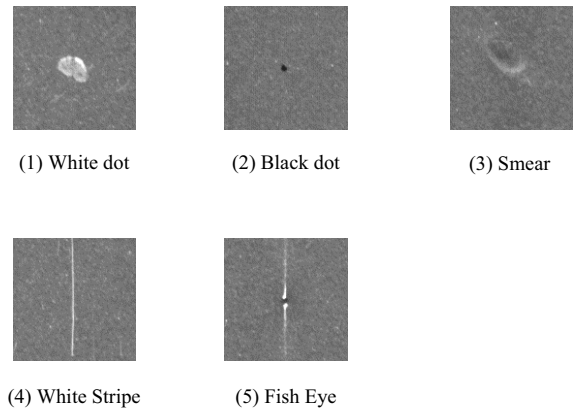 (1) White dot
(2) Black dot
(3) Smear
(4) White Stripe
(5) Fish Eye